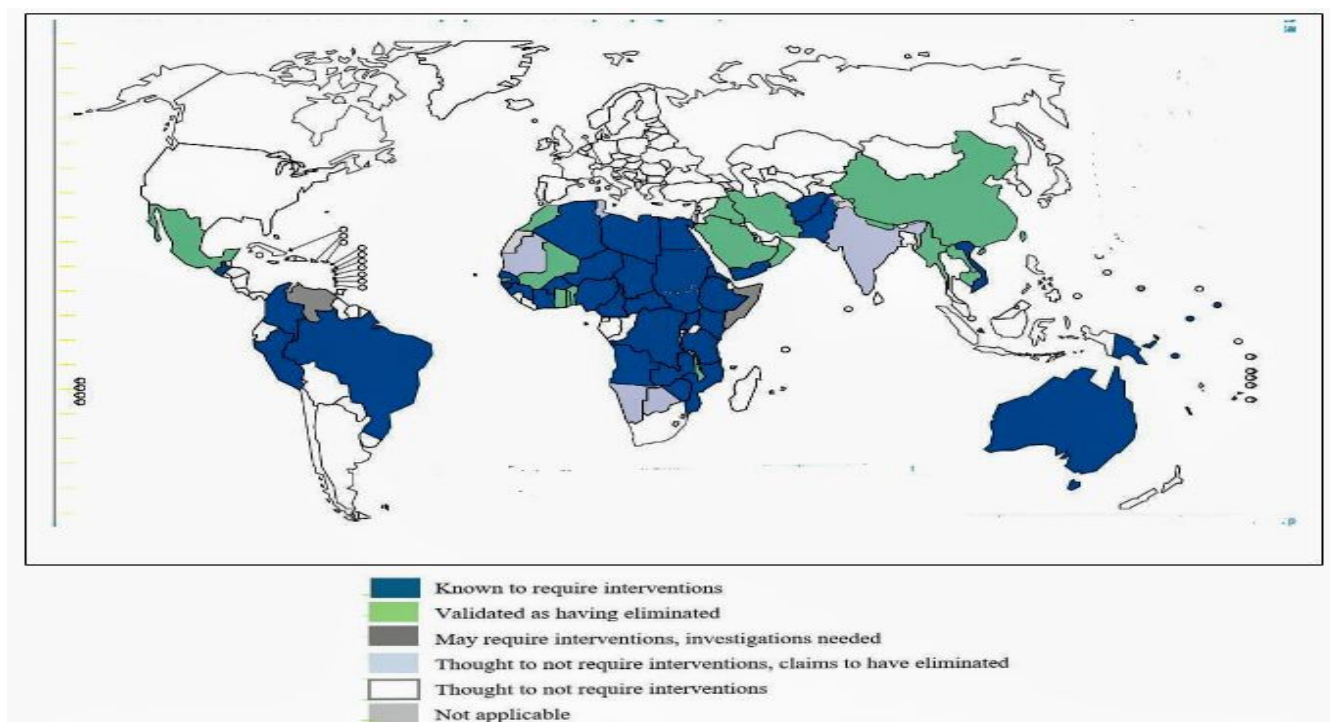 Known to require interventions
Validated as having eliminated
May require interventions, investigations needed
Thought to not require interventions, claims to have eliminated
Thought to not require interventions
Not applicable